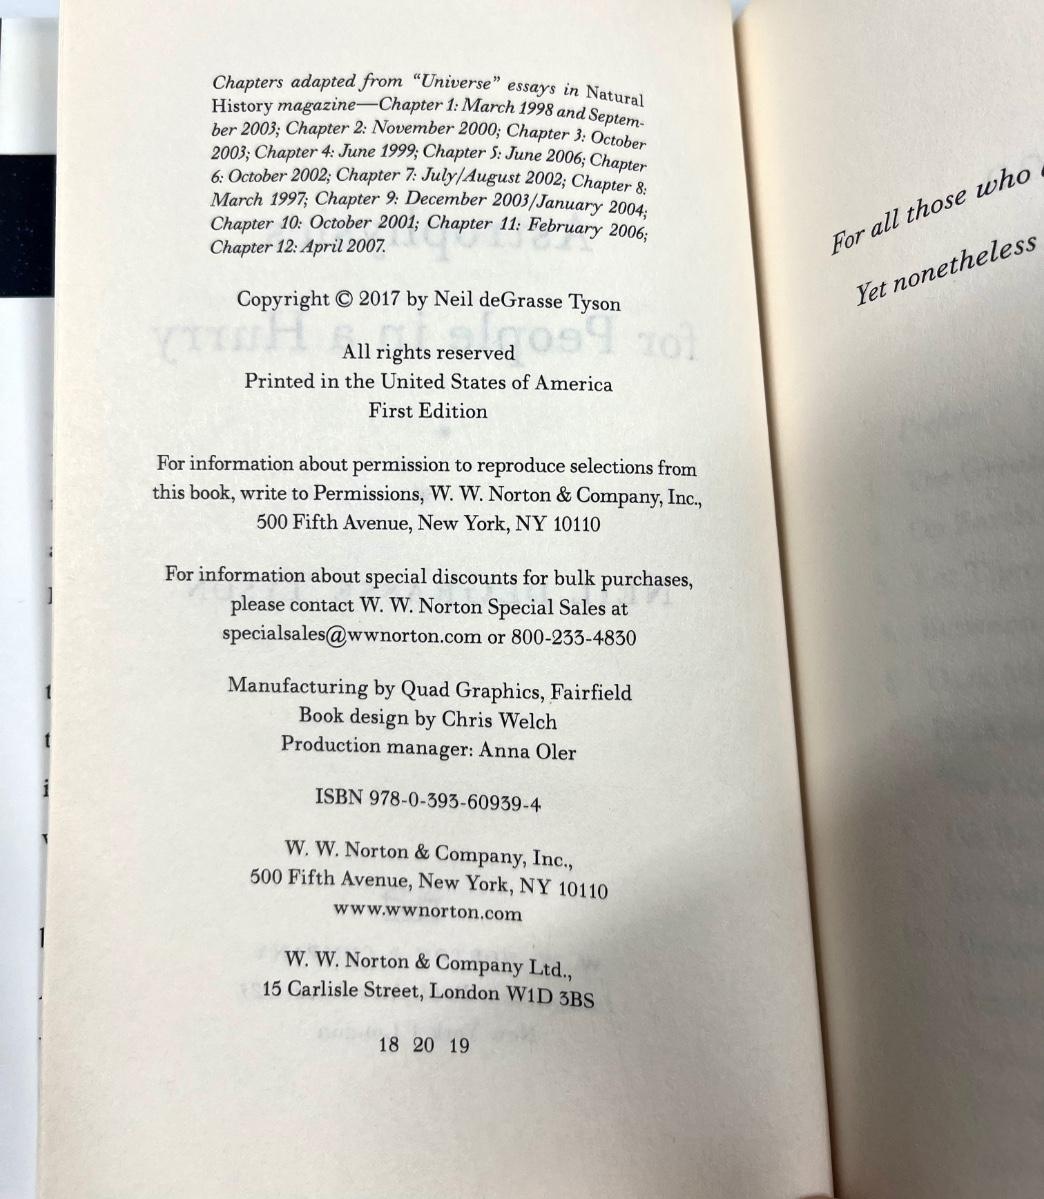 Chapters adapted from "Universe" essays in Natural
History magazine—Chapter 1: March 1998 and Septem-
ber 2003; Chapter 2: November 2000; Chapter 3: October
2003; Chapter 4: June 1999; Chapter 5: June 2006; Chapter
6: October 2002; Chapter 7: July/August 2002; Chapter 8:
March 1997; Chapter 9: December 2003/January 2004;
Chapter 10: October 2001; Chapter 11: February 2006;
Chapter 12: April 2007.
Copyright © 2017 by Neil deGrasse Tyson
All rights reserved
Printed in the United States of America
First Edition
For information about permission to reproduce selections from
this book, write to Permissions, W. W. Norton & Company, Inc.,
500 Fifth Avenue, New York, NY 10110
For information about special discounts for bulk purchases,
please contact W. W. Norton Special Sales at
specialsales@wwnorton.com or 800-233-4830
Manufacturing by Quad Graphics, Fairfield
Book design by Chris Welch
Production manager: Anna Oler
ISBN 978-0-393-60939-4
W. W. Norton & Company, Inc.,
500 Fifth Avenue, New York, NY 10110
www.wwnorton.com
W. W. Norton & Company Ltd.,
15 Carlisle Street, London W1D 3BS
18 20 19
For all those who
Yet nonetheless